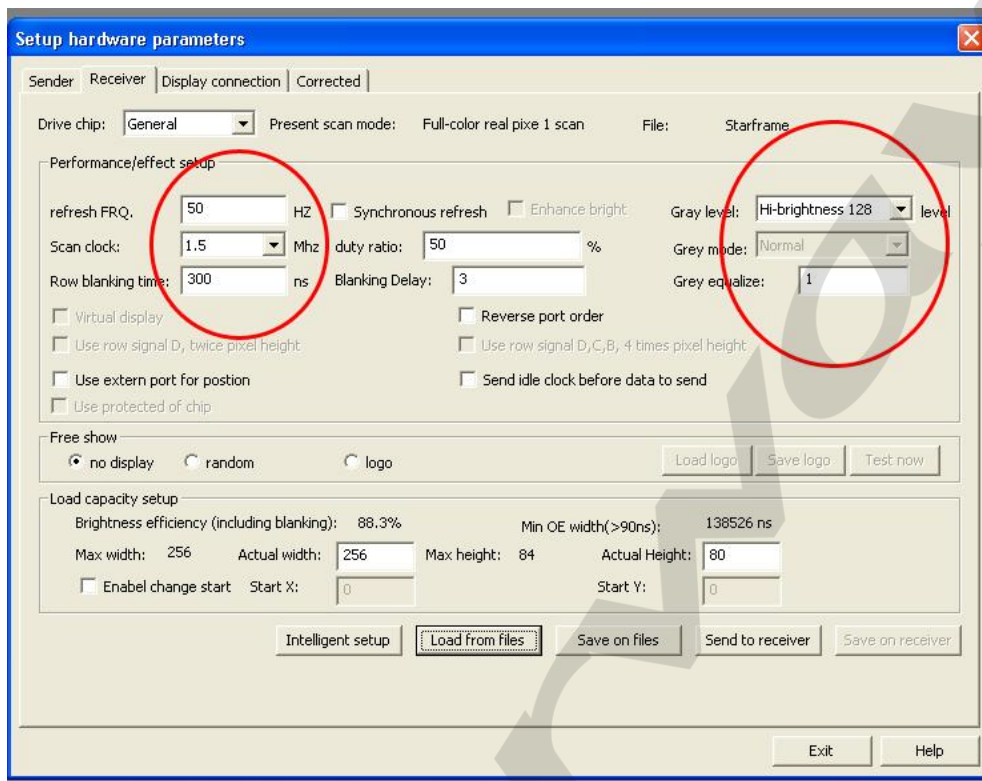 Setup hardware parameters
Sender Receiver Display connection Corrected
Drive chip: General Present scan mode: Full-color real pixe 1 scan File: Starframe
Performance/effect setup
refresh FRQ. 50 HZ Synchronous refresh Enhance bright Gray level: Hi-brightness 128 level
Scan clock: 1.5 Mhz duty ratio: 50 % Grey mode: Normal
Row blanking time: 300 ns Blanking Delay: 3 Grey equalize: 1
Virtual display Reverse port order
Use row signal D, twice pixel height Use row signal D,C,B, 4 times pixel height
Use extern port for postion Send idle clock before data to send
Use protected of chip
Free show
no display random logo Load logo Save logo Test now
Load capacity setup
Brightness efficiency (including blanking): 88.3% Min OE width(>90ns): 138526 ns
Max width: 256 Actual width: 256 Max height: 84 Actual Height: 80
Enabel change start Start X: 0 Start Y: 0
Intelligent setup Load from files Save on files Send to receiver Save on receiver
Exit Help